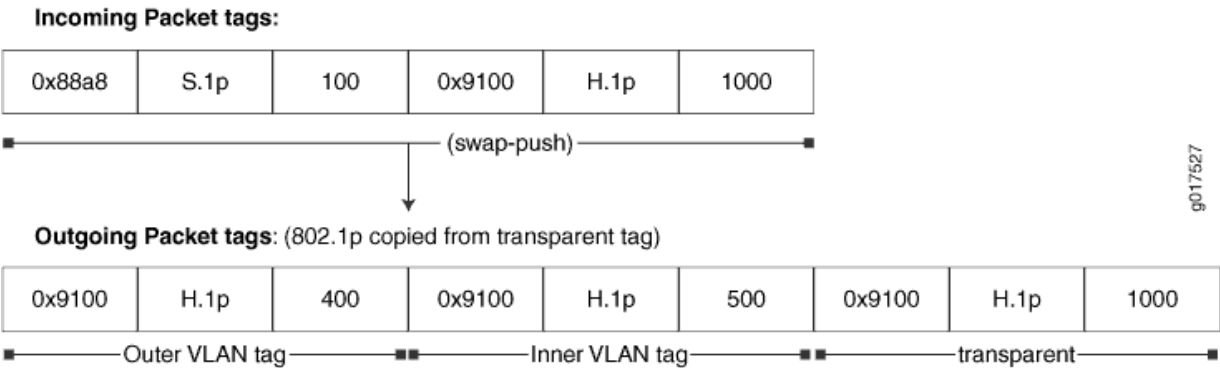 Incoming Packet tags:
0x88a8 S.1p 100 0x9100 H.1p 1000
(swap-push)
g017527
Outgoing Packet tags: (802.1p copied from transparent tag)
0x9100 H.1p 400 0x9100 H.1p 500 0x9100 H.1p 1000
Outer VLAN tag Inner VLAN tag transparent